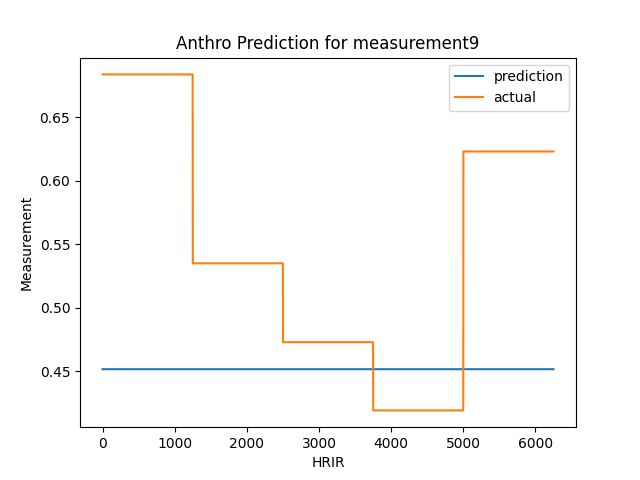 Anthro Prediction for measurement9
prediction
actual
Measurement
0.65
0.60
0.55
0.50
0.45
0 1000 2000 3000 4000 5000 6000
HRIR